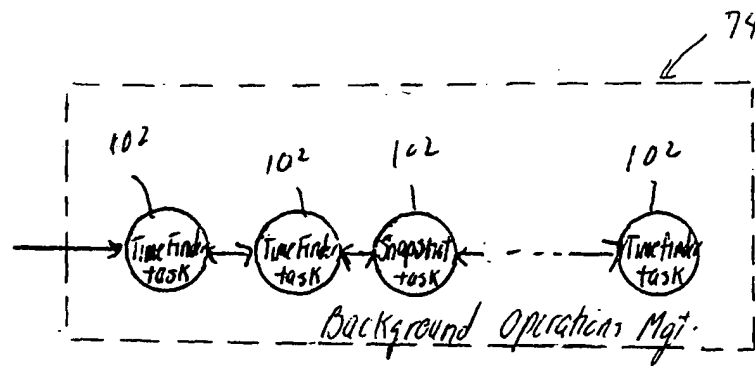 74
102 102 102 102
TimeFinder TimeFinder Snapshot Timefinder
task task task task
Background Operations Mgt.